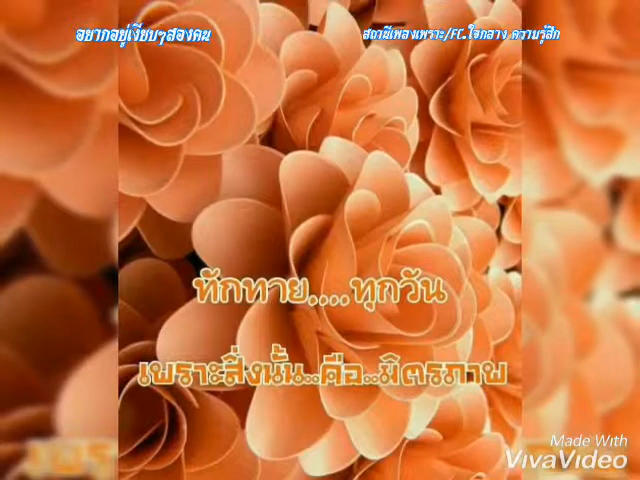 อยากอยู่เงียบๆสองคน
สถานีเพลงเพราะ/FC.ใจกลาง ความรู้สึก
ทักทาย....ทุกวัน
เพราะสิ่งนั้น..คือ..มิตรภาพ
Made With
VivaVideo